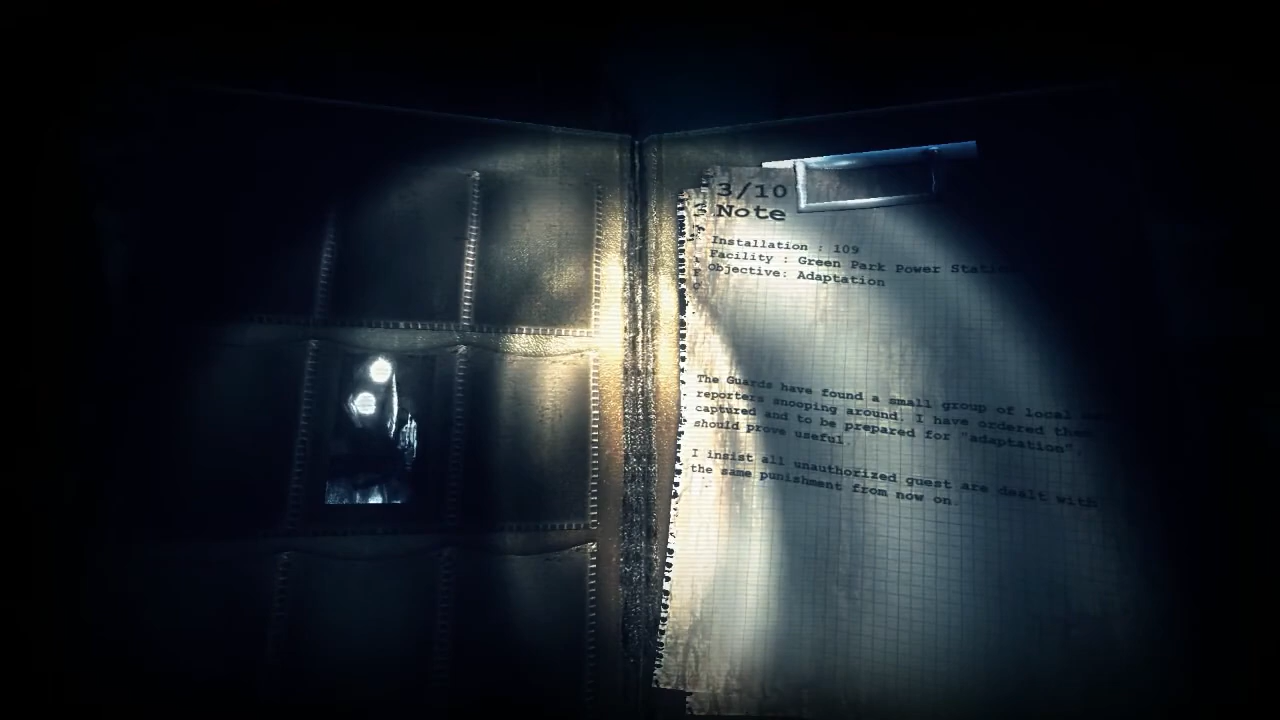 3/10
Note
Installation : 109
Facility : Green Park Power Station
Objective: Adaptation
The Guards have found a small group of local
reporters snooping around. I have ordered them
captured and to be prepared for "adaptation".
should prove useful.
I insist all unauthorized guest are dealt with
the same punishment from now on.